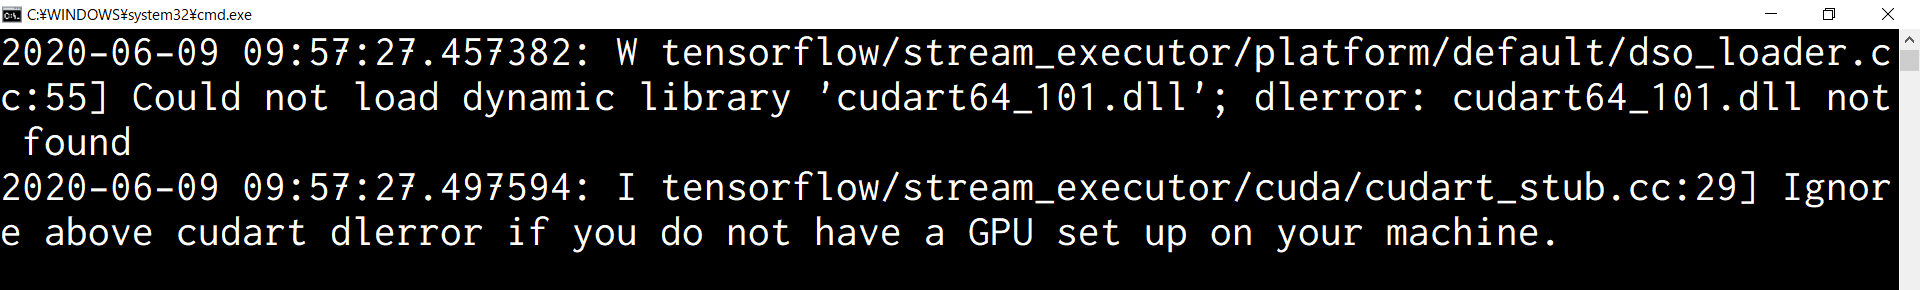 C:¥WINDOWS¥system32¥cmd.exe
2020-06-09 09:57:27.457382: W tensorflow/stream_executor/platform/default/dso_loader.c
c:55] Could not load dynamic library 'cudart64_101.dll'; dlerror: cudart64_101.dll not
found
2020-06-09 09:57:27.497594: I tensorflow/stream_executor/cuda/cudart_stub.cc:29] Ignor
e above cudart dlerror if you do not have a GPU set up on your machine.